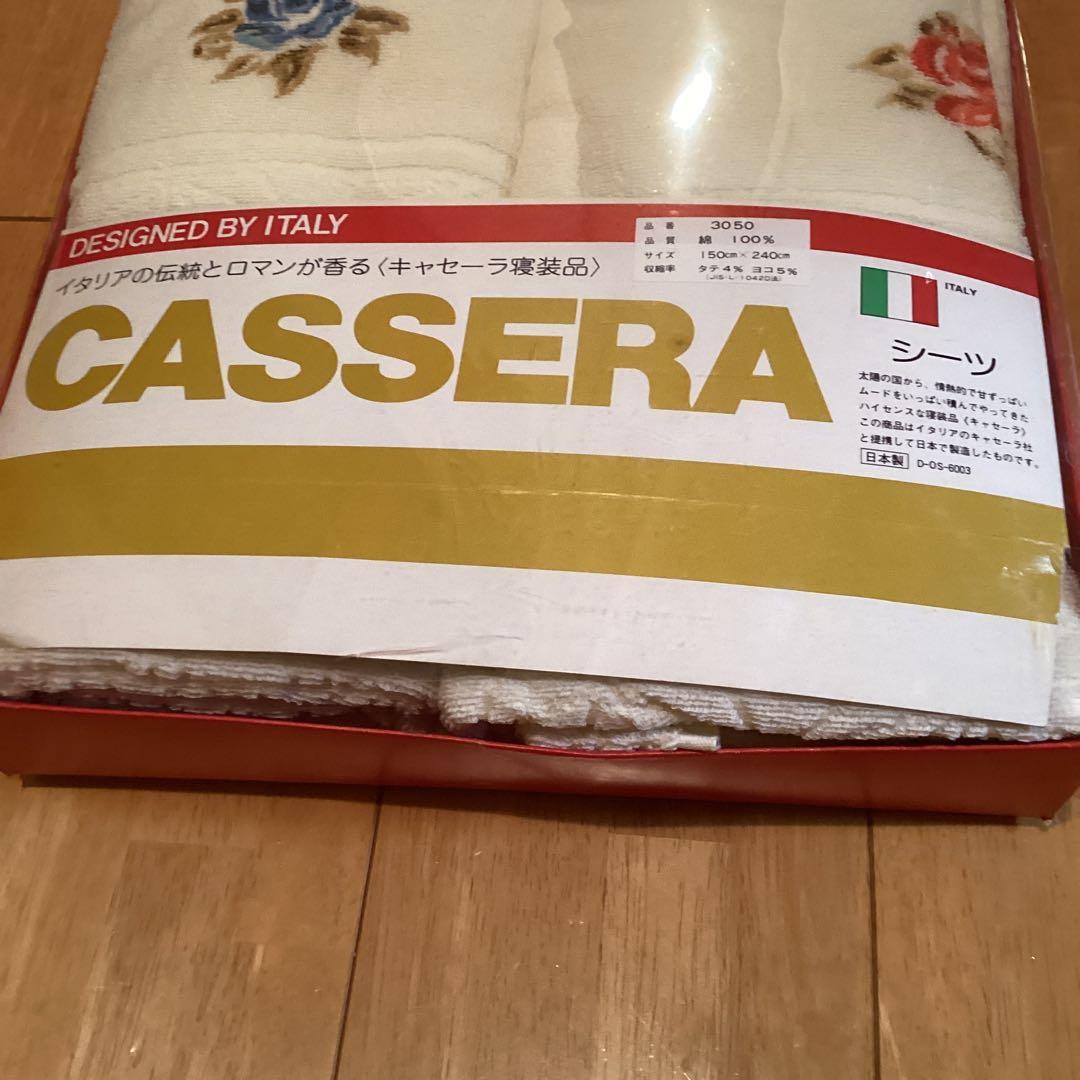 DESIGNED BY ITALY
イタリアの伝統とロマンが香る〈キャセーラ寝装品〉
CASSERA
品番 3050
品質 綿 100%
サイズ 150cm×240cm
収縮率 タテ4% ヨコ5%
(JIS-L-1042D法)
ITALY
シーツ
太陽の国から、情熱的で甘ずっぱい
ムードをいっぱい積んでやってきた
ハイセンスな寝装品《キャセーラ》
この商品はイタリアのキャセーラ社
と提携して日本で製造したものです。
日本製 D-OS-6003